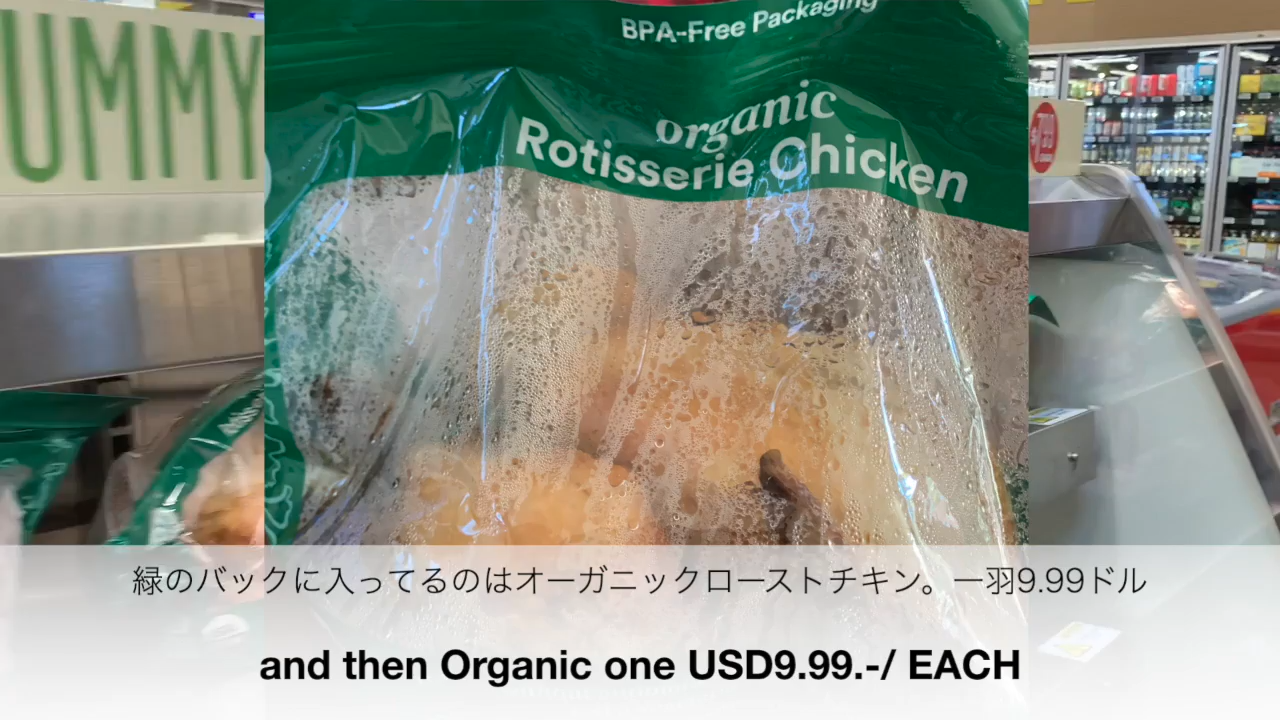 UMMY
BPA-Free Packaging
organic
Rotisserie Chicken
緑のバックに入ってるのはオーガニックローストチキン。一羽9.99ドル
and then Organic one USD9.99.-/ EACH